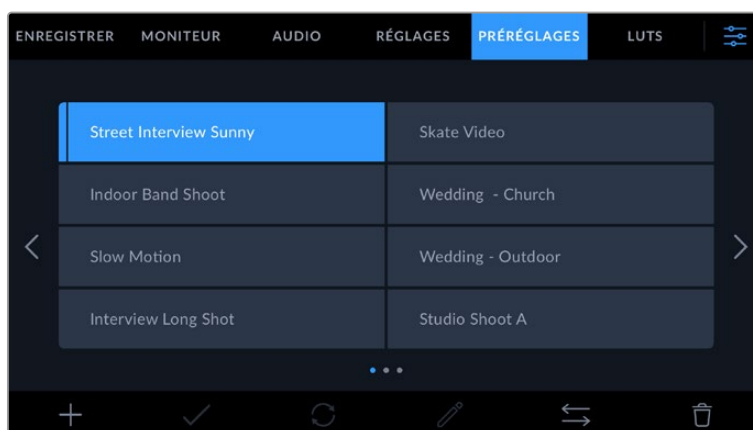 ENREGISTRER MONITEUR AUDIO RÉGLAGES PRÉRÉGLAGES LUTS
Street Interview Sunny Skate Video
Indoor Band Shoot Wedding - Church
Slow Motion Wedding - Outdoor
Interview Long Shot Studio Shoot A